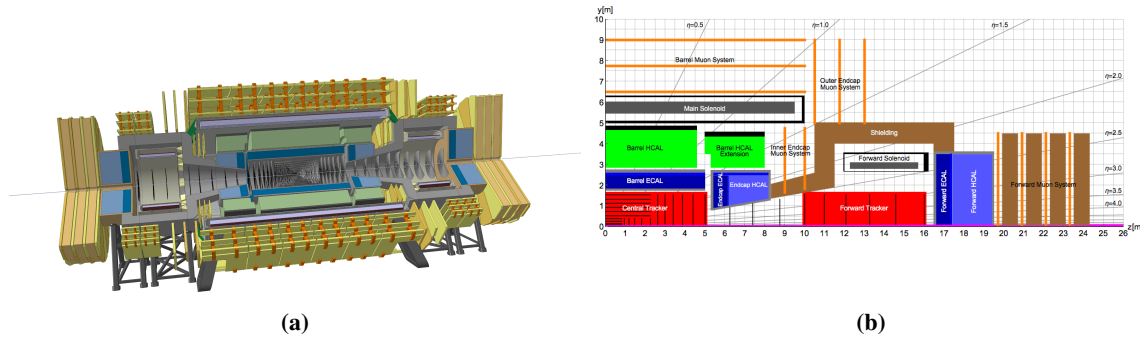 y[m]
10
9
8
7
6
5
4
3
2
1
0
η=0.5
η=1.0
η=1.5
η=2.0
η=2.5
η=3.0
η=3.5
η=4.0
Barrel Muon System
Outer Endcap
Muon System
Main Solenoid
Shielding
Barrel HCAL
Barrel HCAL
Extension
Inner Endcap
Muon System
Forward Solenoid
Barrel ECAL
Endcap ECAL
Endcap HCAL
Forward ECAL
Forward HCAL
Forward Muon System
Central Tracker
Forward Tracker
0 1 2 3 4 5 6 7 8 9 10 11 12 13 14 15 16 17 18 19 20 21 22 23 24 25 26
z[m]
(a)
(b)